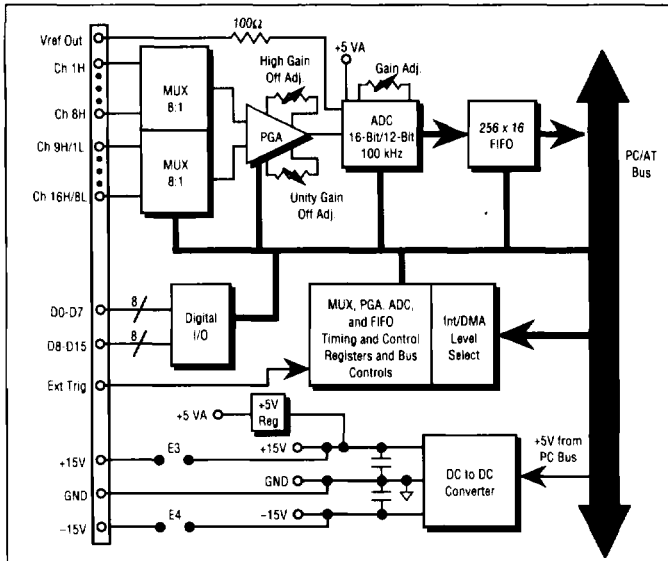 Vref Out
100Ω
Ch 1H
Ch 8H
Ch 9H/1L
Ch 16H/8L
MUX
8:1
MUX
8:1
High Gain
Off Adj.
PGA
Unity Gain
Off Adj.
+5 VA
Gain Adj.
ADC
16-Bit/12-Bit
100 kHz
256 x 16
FIFO
PC/AT
Bus
D0-D7
8
D8-D15
8
Digital
I/O
Ext Trig
MUX, PGA, ADC,
and FIFO
Timing and Control
Registers and Bus
Controls
Int/DMA
Level
Select
+5 VA
+5V
Reg
+15V
E3
+15V
GND
GND
-15V
E4
-15V
DC to DC
Converter
+5V from
PC Bus